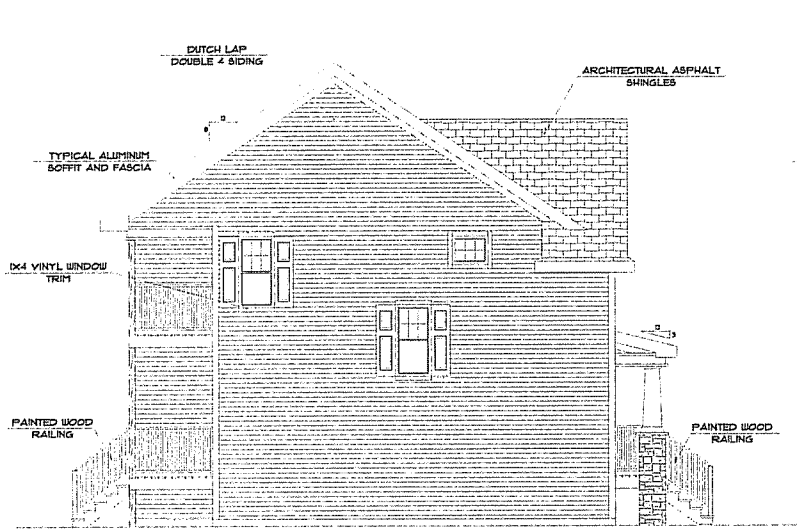 DUTCH LAP
DOUBLE 4 SIDING
ARCHITECTURAL ASPHALT
SHINGLES
TYPICAL ALUMINUM
SOFFIT AND FASCIA
1X4 VINYL WINDOW
TRIM
PAINTED WOOD
RAILING
PAINTED WOOD
RAILING